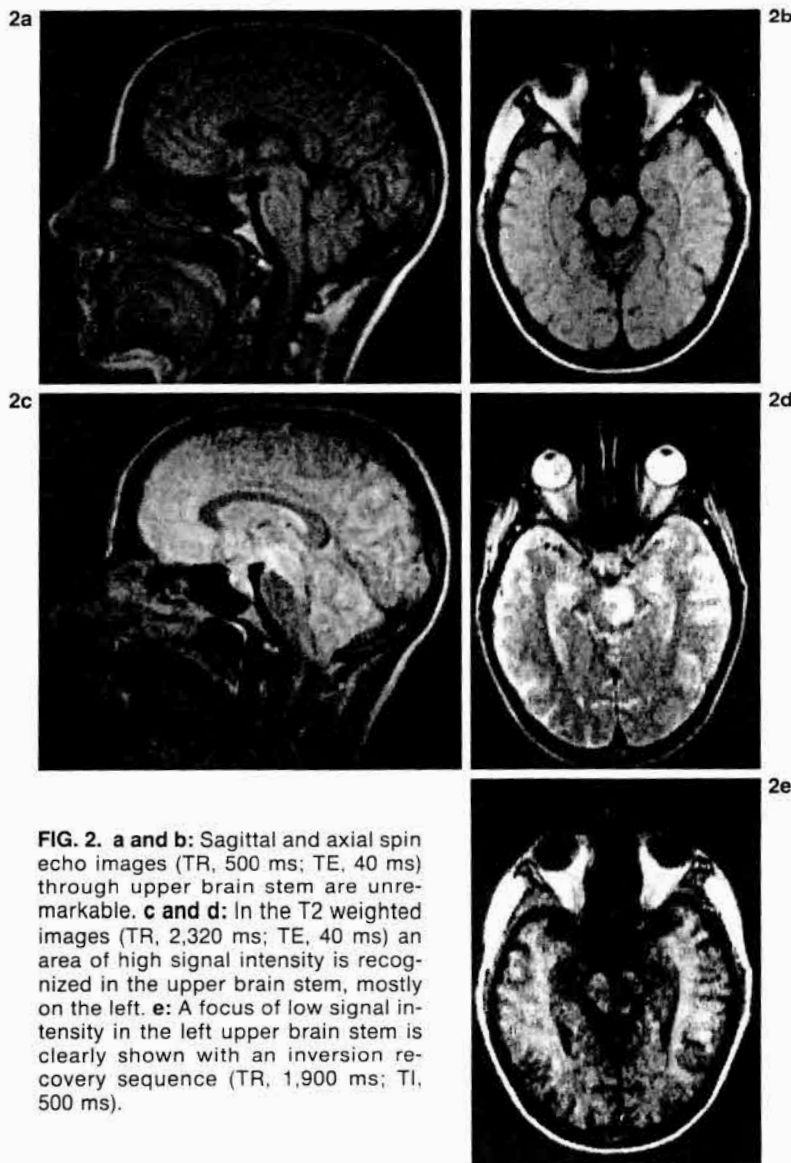 2a
2b
2c
2d
2e
FIG. 2. a and b: Sagittal and axial spin
echo images (TR, 500 ms; TE, 40 ms)
through upper brain stem are unre-
markable. c and d: In the T2 weighted
images (TR, 2,320 ms; TE, 40 ms) an
area of high signal intensity is recog-
nized in the upper brain stem, mostly
on the left. e: A focus of low signal in-
tensity in the left upper brain stem is
clearly shown with an inversion re-
covery sequence (TR, 1,900 ms; TI,
500 ms).